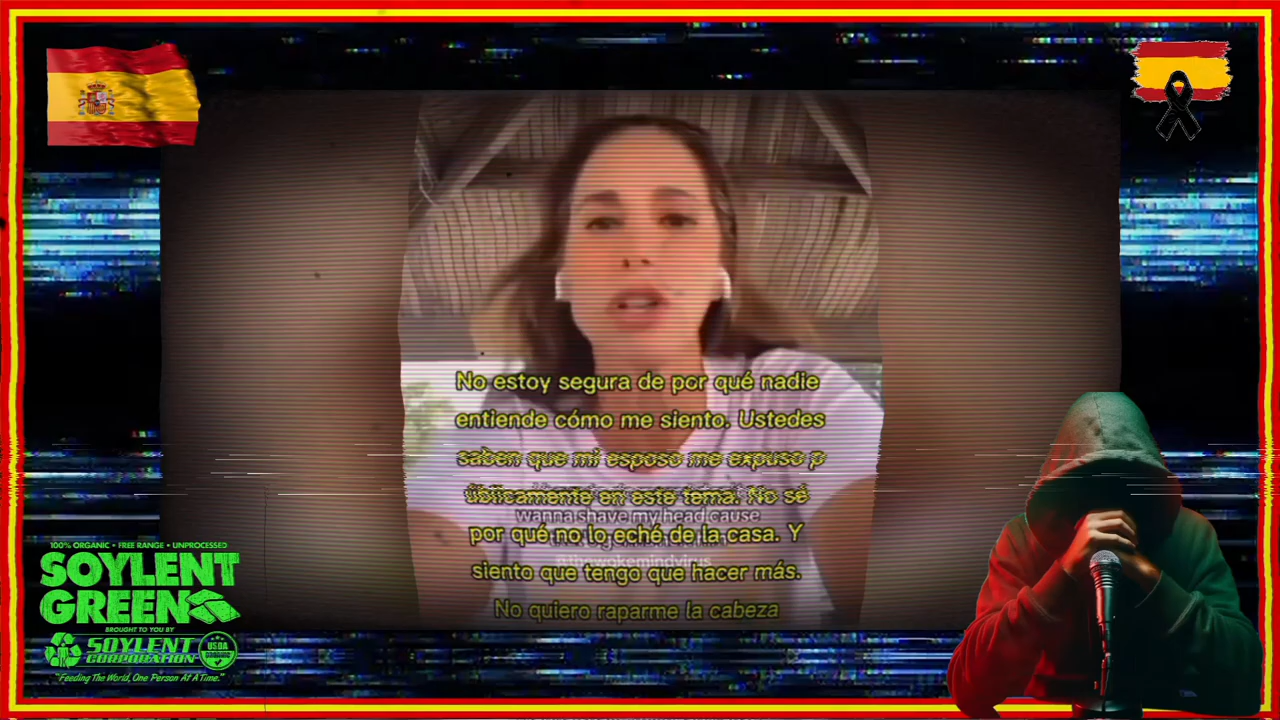 No estoy segura de por qué nadie
entiende cómo me siento. Ustedes
saben que mi esposo me expuso p
úblicamente en este tema. No sé
wanna shave my head cause
por qué no lo eché de la casa. Y
siento que tengo que hacer más.
No quiero raparme la cabeza
100% ORGANIC • FREE RANGE • UNPROCESSED
SOYLENT
GREEN
BROUGHT TO YOU BY
SOYLENT
CORPORATION
USDA
"Feeding The World, One Person At A Time."